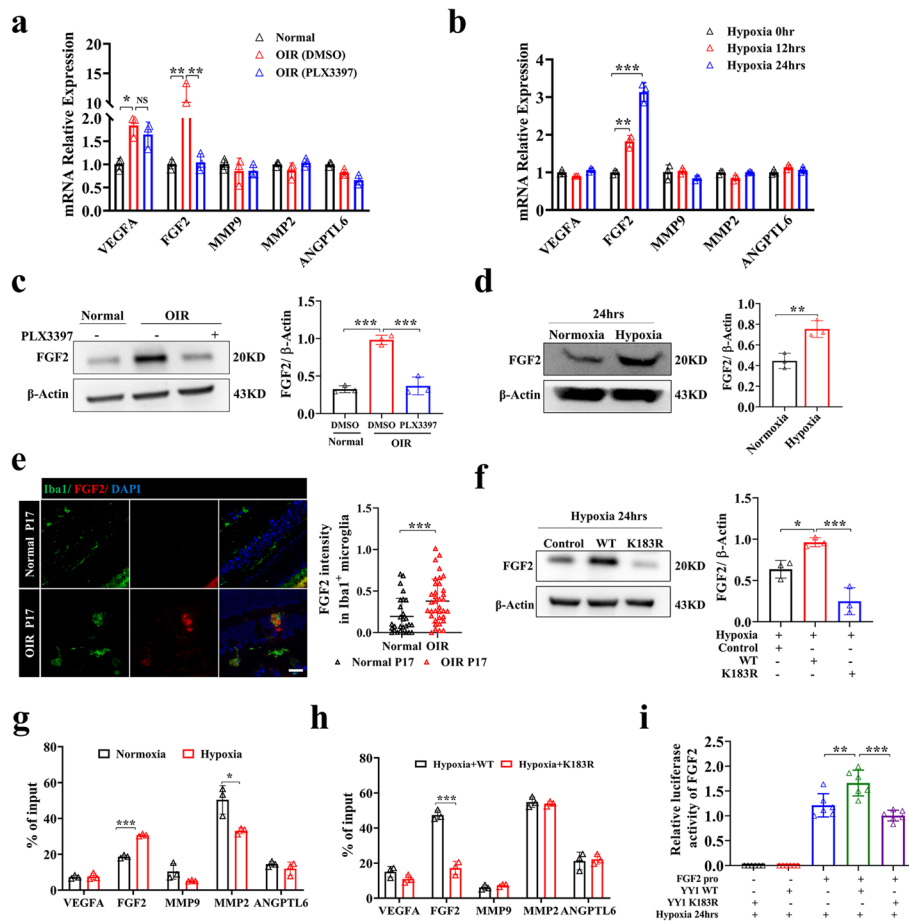 a
mRNA Relative Expression
20
15
10
5
2.0
1.5
1.0
0.5
0.0
Normal
OIR (DMSO)
OIR (PLX3397)
* NS
** **
VEGFA FGF2 MMP9 MMP2 ANGPTL6
b
mRNA Relative Expression
4
3
2
1
0
Hypoxia 0hr
Hypoxia 12hrs
Hypoxia 24hrs
***
**
VEGFA FGF2 MMP9 MMP2 ANGPTL6
c
Normal OIR
PLX3397 - - +
FGF2 20KD
β-Actin 43KD
FGF2/ β-Actin
1.5
1.0
0.5
0.0
*** ***
DMSO DMSO PLX3397
Normal OIR
d
24hrs
Normoxia Hypoxia
FGF2 20KD
β-Actin 43KD
FGF2/ β-Actin
1.0
0.8
0.6
0.4
0.2
0.0
**
Normoxia Hypoxia
e
Iba1/ FGF2/ DAPI
Normal P17
OIR P17
FGF2 intensity
in Iba1+ microglia
1.5
1.0
0.5
0.0
***
Normal OIR
Normal P17 OIR P17
f
Hypoxia 24hrs
Control WT K183R
FGF2 20KD
β-Actin 43KD
FGF2/ β-Actin
1.5
1.0
0.5
0.0
* ***
Hypoxia + + +
Control +
WT +
K183R +
g
% of input
80
60
40
20
0
Normoxia Hypoxia
***
*
VEGFA FGF2 MMP9 MMP2 ANGPTL6
h
% of input
80
60
40
20
0
Hypoxia+WT Hypoxia+K183R
***
VEGFA FGF2 MMP9 MMP2 ANGPTL6
i
Relative luciferase
activity of FGF2
2.5
2.0
1.5
1.0
0.5
0.0
** ***
FGF2 pro + + +
YY1 WT + +
YY1 K183R + +
Hypoxia 24hrs + + + + +